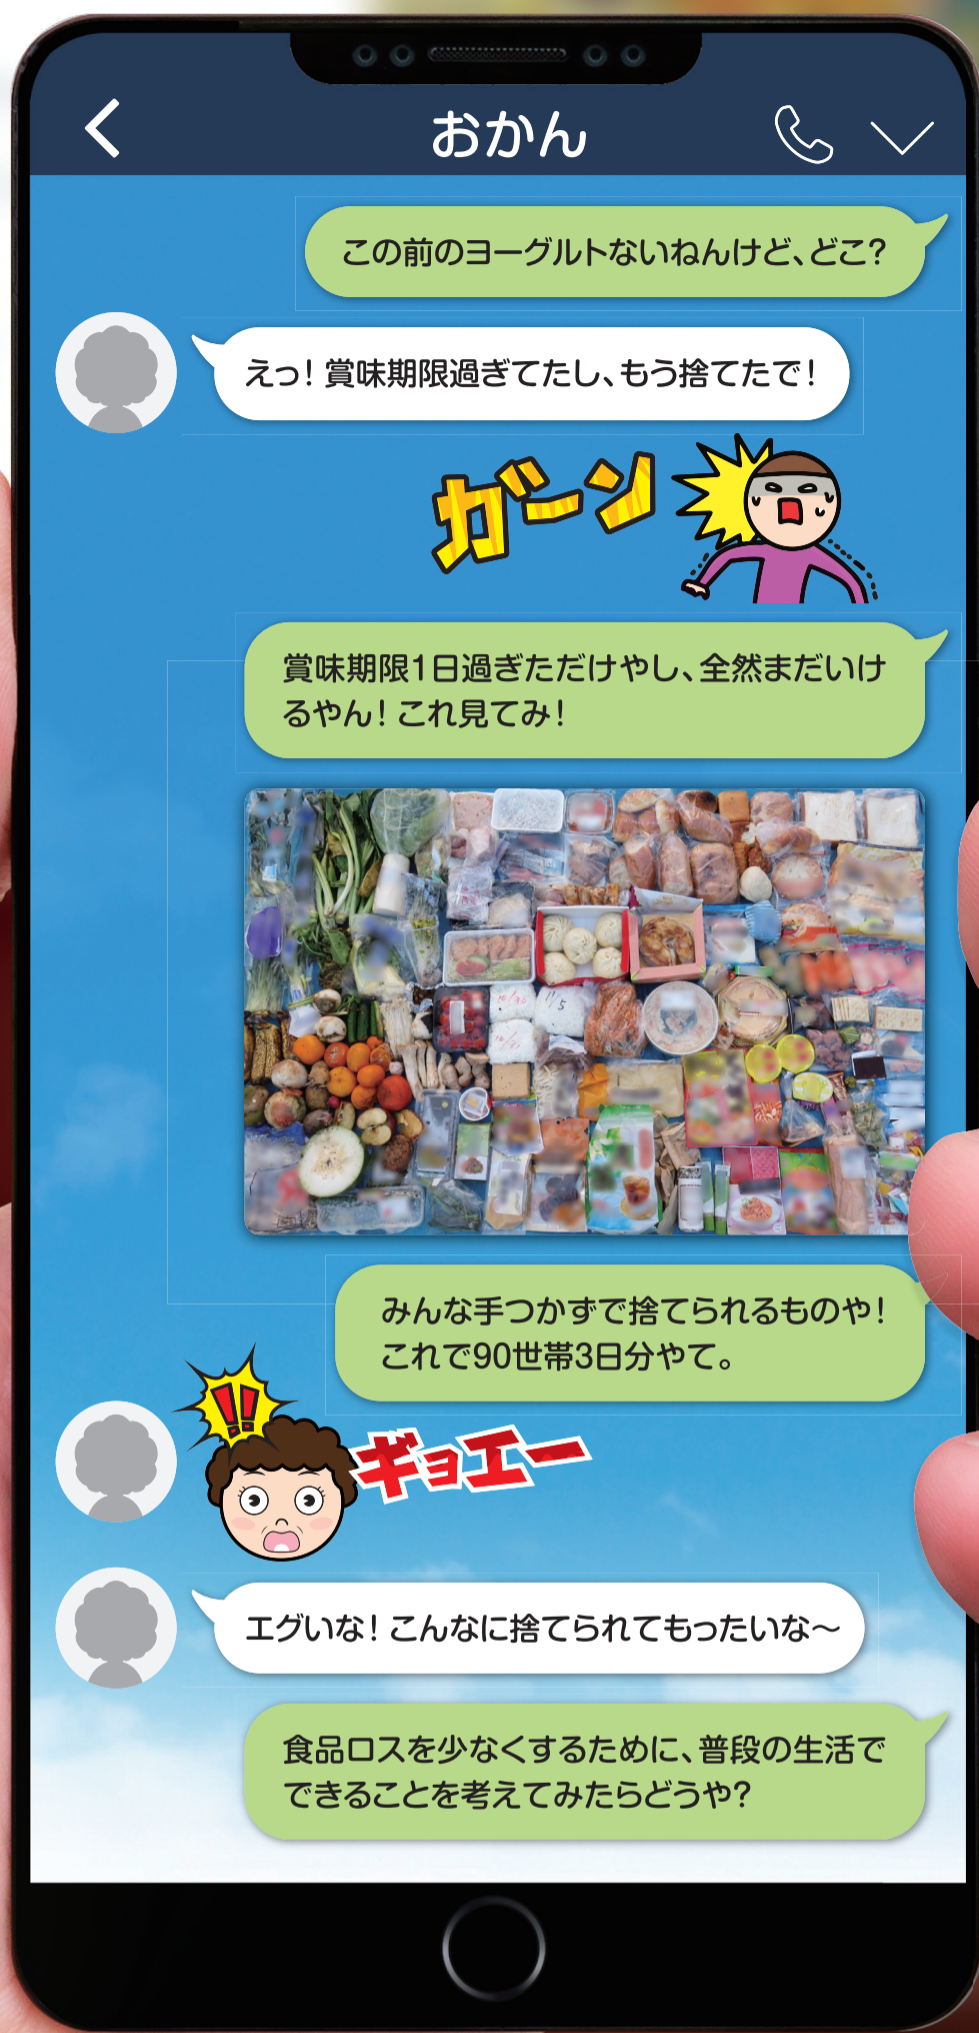 おかん
この前のヨーグルトないねんけど、どこ?
えっ!賞味期限過ぎてたし、もう捨てたで!
ガーン
賞味期限1日過ぎただけやし、全然まだいけ
るやん!これ見てみ!
みんな手つかずで捨てられるものや!
これで90世帯3日分やて。
!!
ギョエー
エグいな!こんなに捨てられてもったいな〜
食品ロスを少なくするために、普段の生活で
できることを考えてみたらどうや?